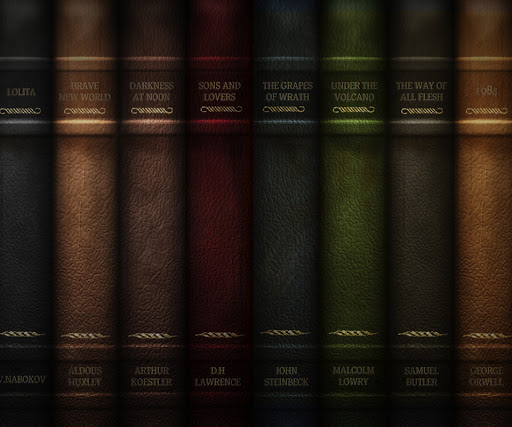 LOLITA
V.NABOKOV
BRAVE
NEW WORLD
ALDOUS
HUXLEY
DARKNESS
AT NOON
ARTHUR
KOESTLER
SONS AND
LOVERS
D.H
LAWRENCE
THE GRAPES
OF WRATH
JOHN
STEINBECK
UNDER THE
VOLCANO
MALCOLM
LOWRY
THE WAY OF
ALL FLESH
SAMUEL
BUTLER
1984
GEORGE
ORWELL